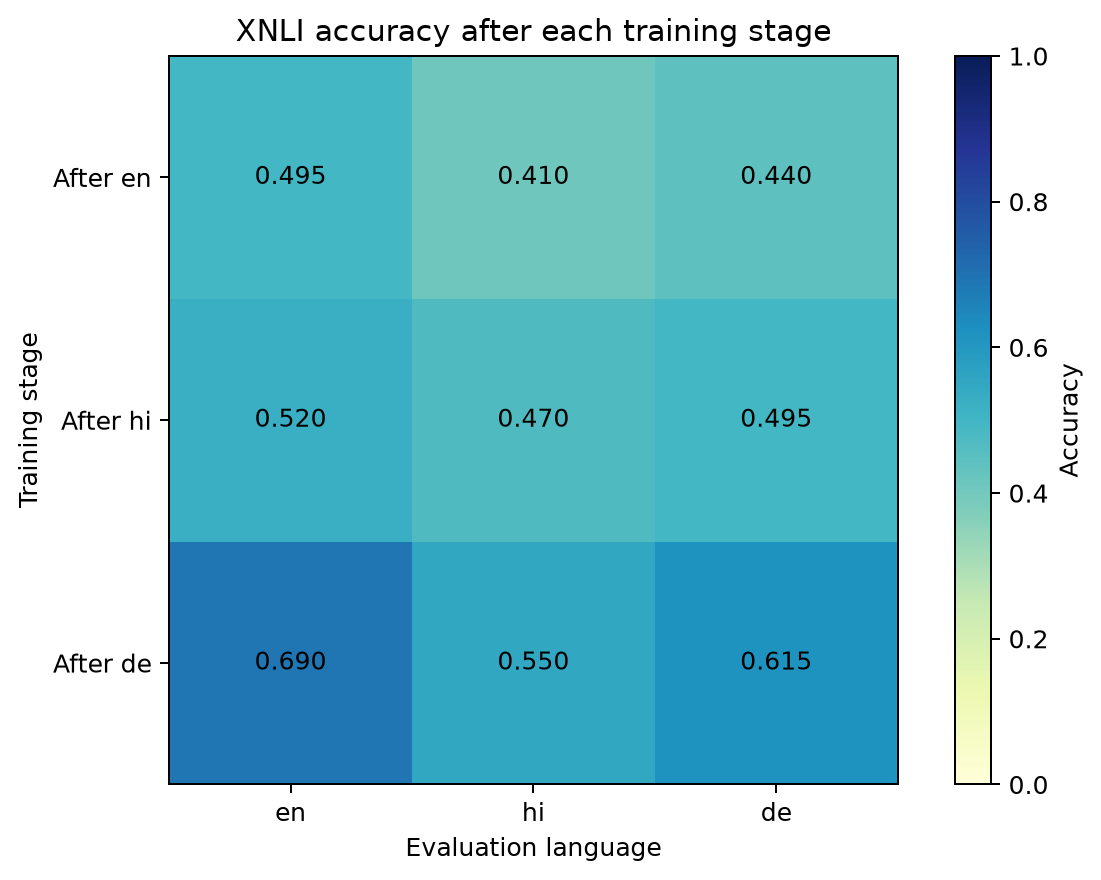 XNLI accuracy after each training stage
Training stage
After en
0.495
0.410
0.440
After hi
0.520
0.470
0.495
After de
0.690
0.550
0.615
en
hi
de
Evaluation language
1.0
0.8
0.6
0.4
0.2
0.0
Accuracy